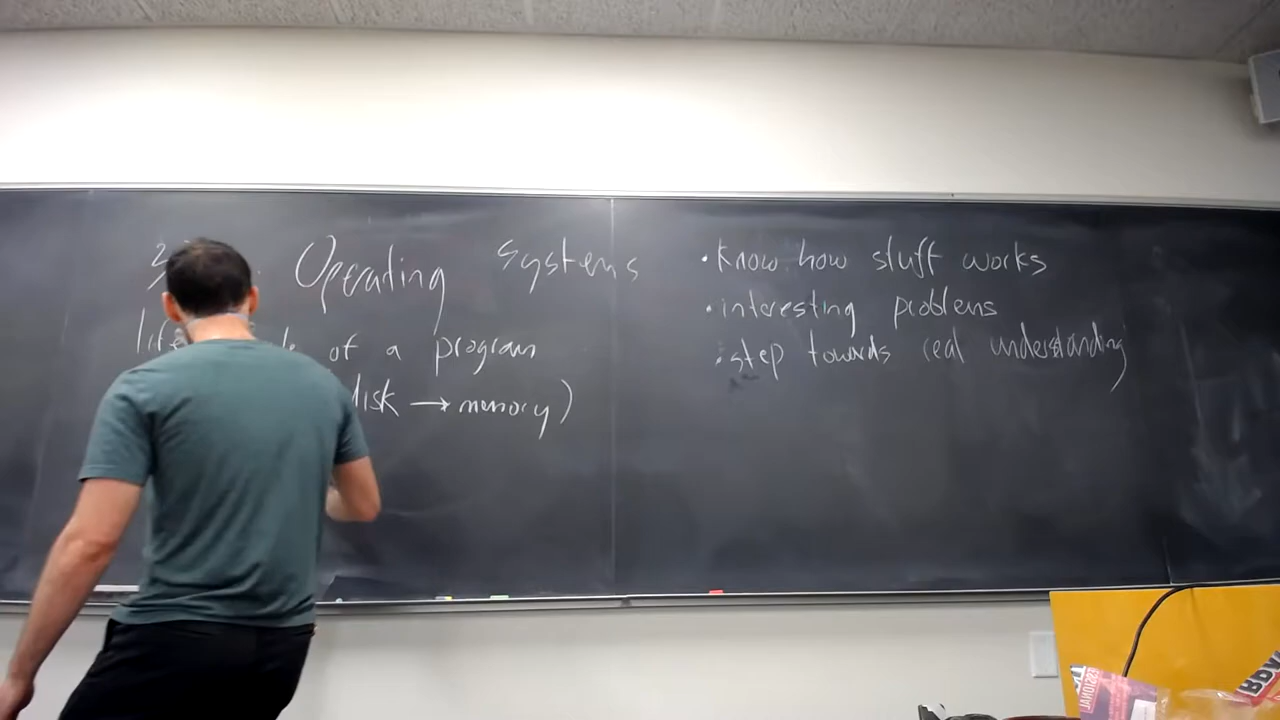 Operating Systems
of a program
disk → memory)
• know how stuff works
• interesting problems
• step towards real understanding